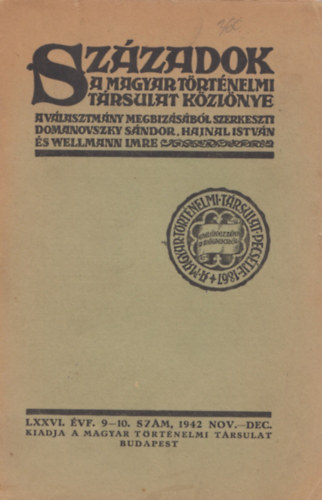 SZÁZADOK
A MAGYAR TÖRTÉNELMI
TÁRSULAT KÖZLÖNYE
A VÁLASZTMÁNY MEGBIZÁSÁBÓL SZERKESZTI
DOMANOVSZKY SÁNDOR, HAJNAL ISTVÁN
ÉS WELLMANN IMRE
A MAGYAR TÖRTÉNELMI TÁRSULAT PECSÉTJE 1867
LXXVI. ÉVF. 9–10. SZÁM, 1942 NOV.–DEC.
KIADJA A MAGYAR TÖRTÉNELMI TÁRSULAT
BUDAPEST